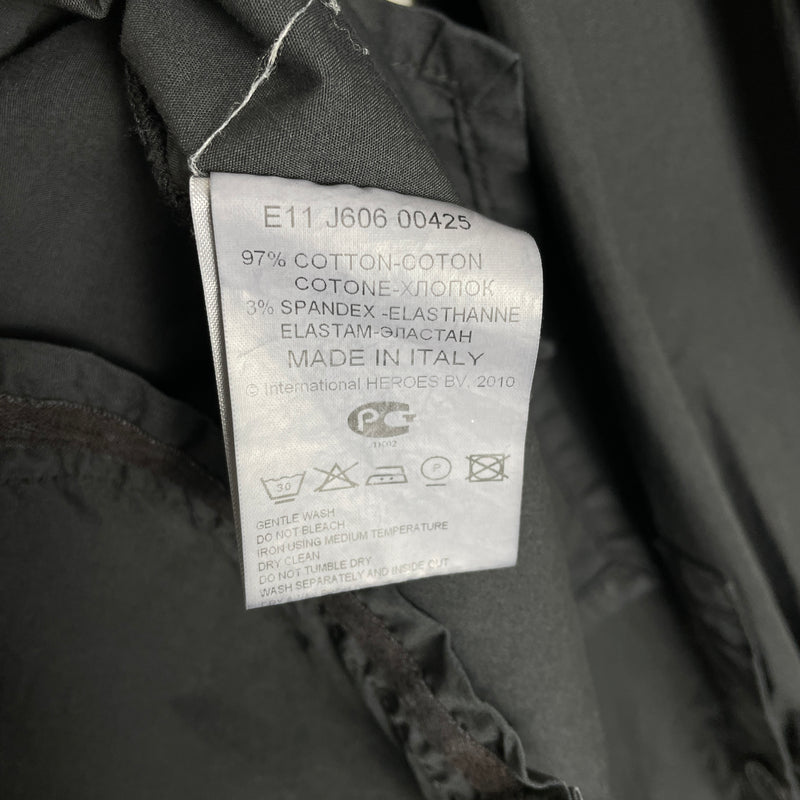 E11 J606 00425
97% COTTON-COTON
COTONE-ХЛОПОК
3% SPANDEX -ELASTHANNE
ELASTAM-ЭЛАСТАН
MADE IN ITALY
© International HEROES BV, 2010
PCT
30
P
GENTLE WASH
DO NOT BLEACH
IRON USING MEDIUM TEMPERATURE
DRY CLEAN
DO NOT TUMBLE DRY
WASH SEPARATELY AND INSIDE OUT